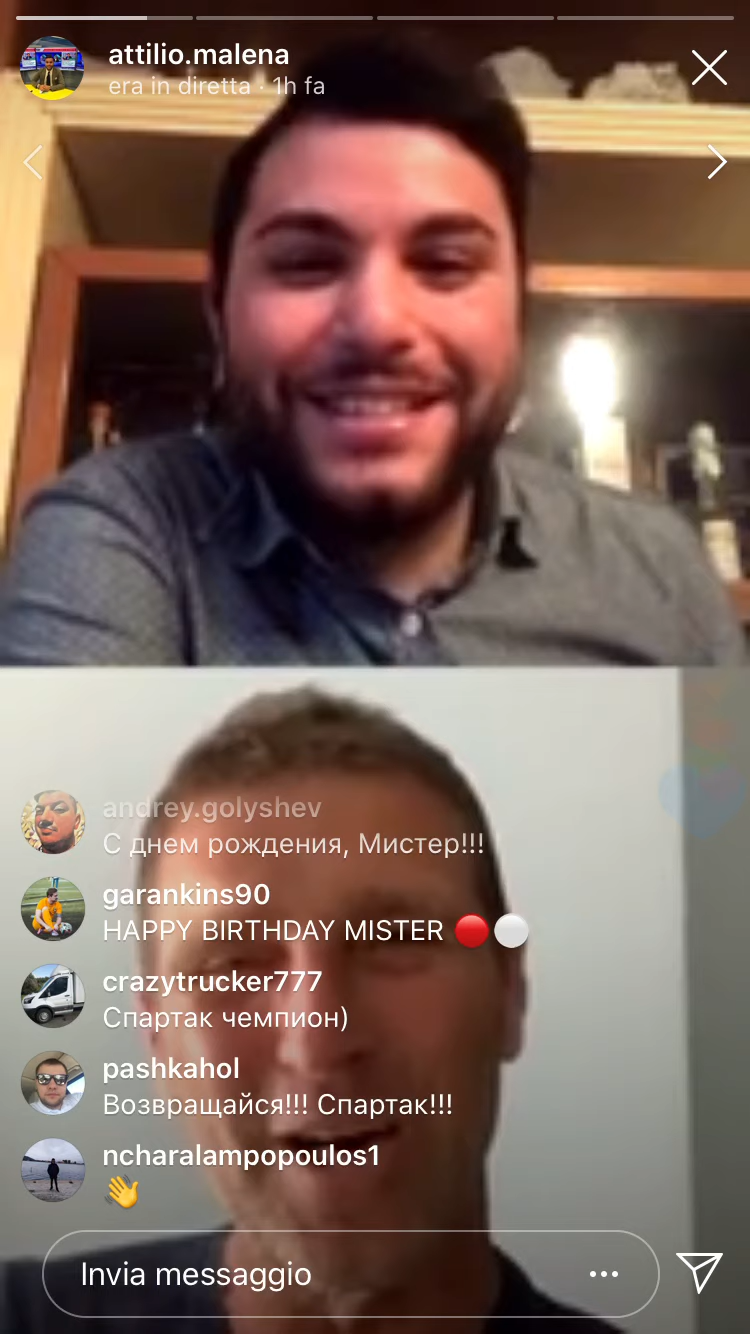 attilio.malena
era in diretta · 1h fa
andrey.golyshev
С днем рождения, Мистер!!!
garankins90
HAPPY BIRTHDAY MISTER 🔴⚪
crazytrucker777
Спартак чемпион)
pashkahol
Возвращайся!!! Спартак!!!
ncharalampopoulos1
👋
Invia messaggio